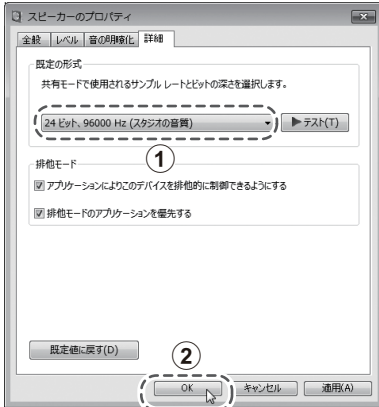 スピーカーのプロパティ
全般 レベル 音の明瞭化 詳細
既定の形式
共有モードで使用されるサンプル レートとビットの深さを選択します。
24 ビット、96000 Hz (スタジオの音質) ▶テスト(T)
1
排他モード
アプリケーションによりこのデバイスを排他的に制御できるようにする
排他モードのアプリケーションを優先する
既定値に戻す(D)
2
OK キャンセル 適用(A)